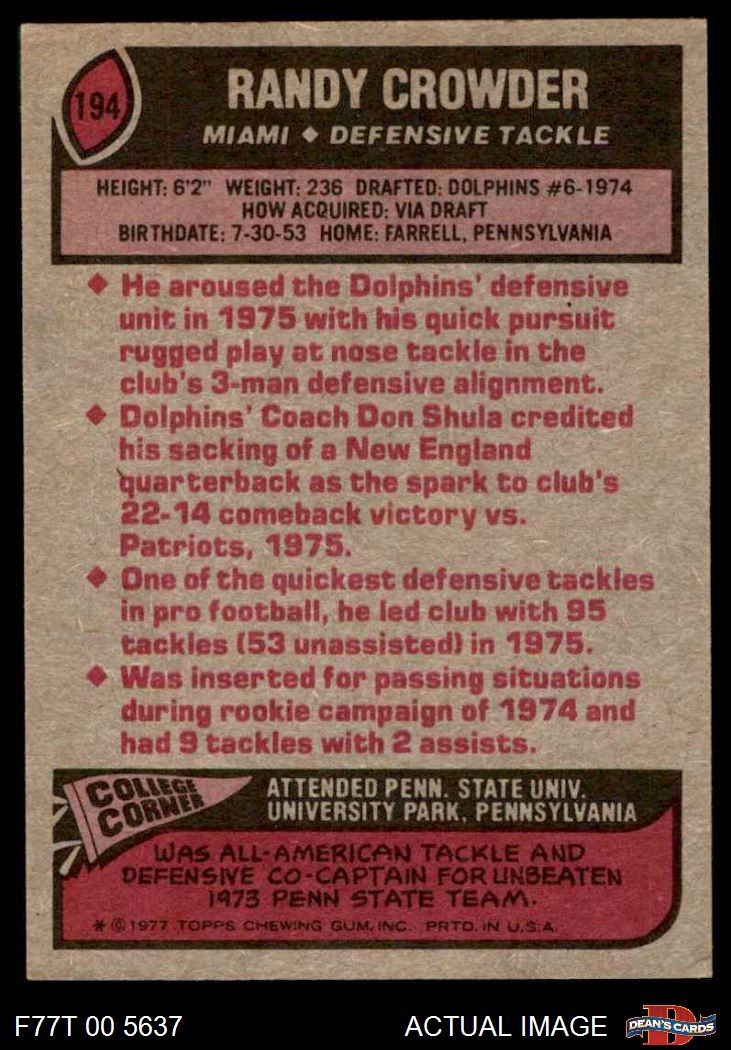 194
RANDY CROWDER
MIAMI ◆ DEFENSIVE TACKLE
HEIGHT: 6'2" WEIGHT: 236 DRAFTED: DOLPHINS #6-1974
HOW ACQUIRED: VIA DRAFT
BIRTHDATE: 7-30-53 HOME: FARRELL, PENNSYLVANIA
◆ He aroused the Dolphins' defensive
unit in 1975 with his quick pursuit
rugged play at nose tackle in the
club's 3-man defensive alignment.
◆ Dolphins' Coach Don Shula credited
his sacking of a New England
quarterback as the spark to club's
22-14 comeback victory vs.
Patriots, 1975.
◆ One of the quickest defensive tackles
in pro football, he led club with 95
tackles (53 unassisted) in 1975.
◆ Was inserted for passing situations
during rookie campaign of 1974 and
had 9 tackles with 2 assists.
COLLEGE
CORNER
ATTENDED PENN. STATE UNIV.
UNIVERSITY PARK, PENNSYLVANIA
WAS ALL-AMERICAN TACKLE AND
DEFENSIVE CO-CAPTAIN FOR UNBEATEN
1973 PENN STATE TEAM.
* © 1977 TOPPS CHEWING GUM, INC. PRTD. IN U.S.A.
F77T 00 5637
ACTUAL IMAGE
D
DEAN'S CARDS